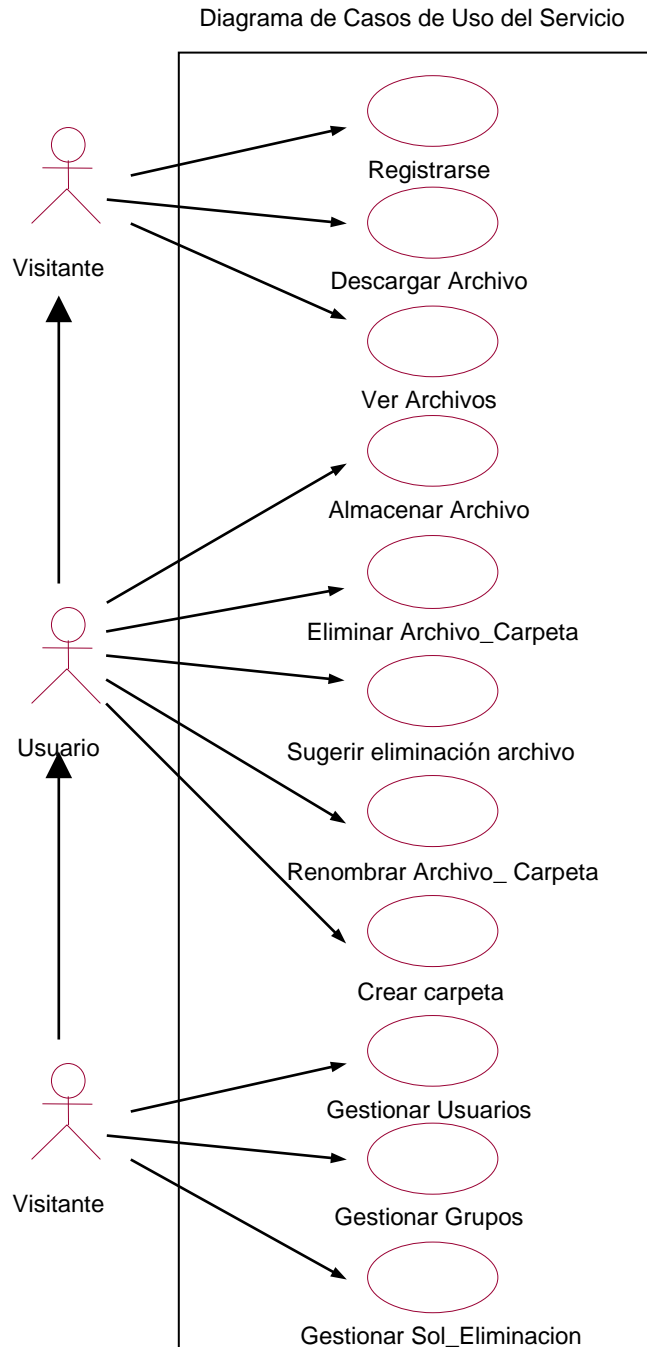 Diagrama de Casos de Uso del Servicio
Registrarse
Visitante
Descargar Archivo
Ver Archivos
Almacenar Archivo
Eliminar Archivo_Carpeta
Usuario
Sugerir eliminación archivo
Renombrar Archivo_ Carpeta
Crear carpeta
Gestionar Usuarios
Visitante
Gestionar Grupos
Gestionar Sol_Eliminacion